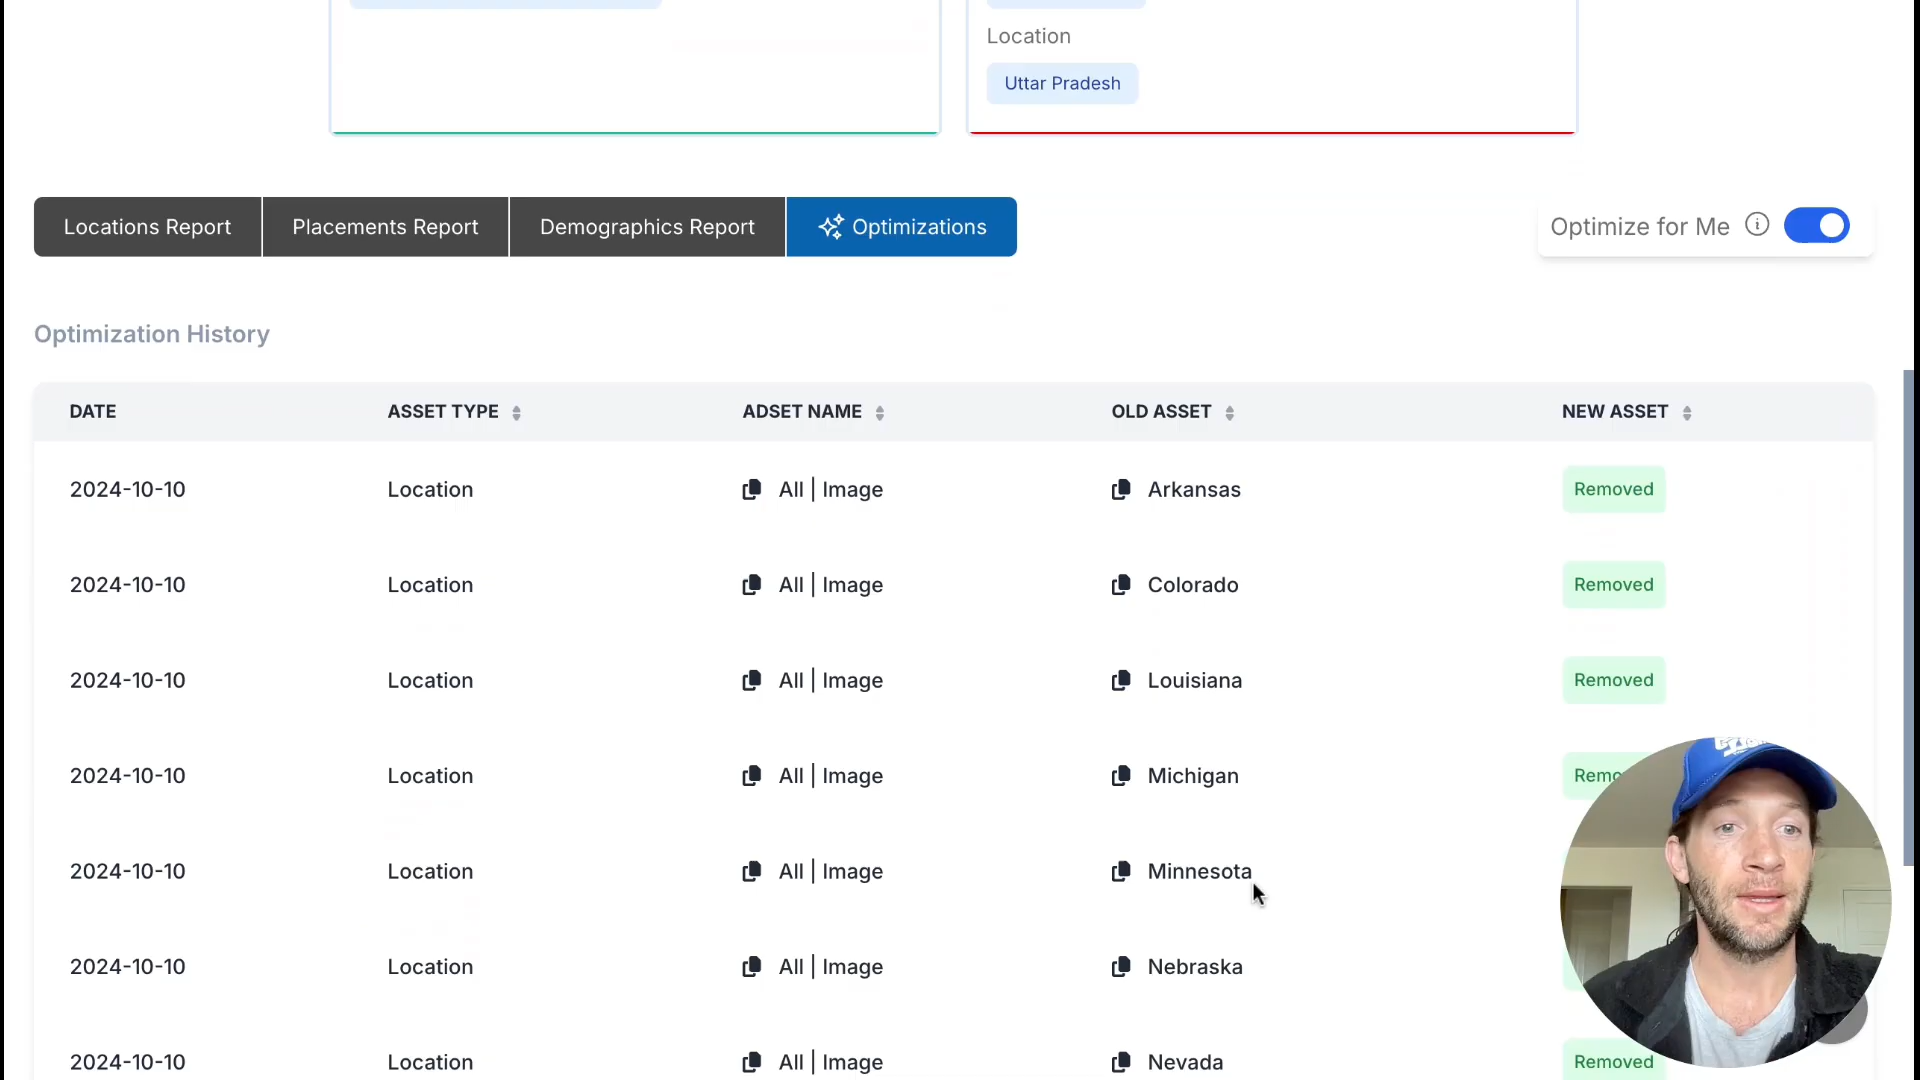 Location
Uttar Pradesh
Locations Report
Placements Report
Demographics Report
Optimizations
Optimize for Me
Optimization History
DATE ASSET TYPE ADSET NAME OLD ASSET NEW ASSET
2024-10-10 Location All | Image Arkansas Removed
2024-10-10 Location All | Image Colorado Removed
2024-10-10 Location All | Image Louisiana Removed
2024-10-10 Location All | Image Michigan Remo
2024-10-10 Location All | Image Minnesota
2024-10-10 Location All | Image Nebraska
2024-10-10 Location All | Image Nevada Removed